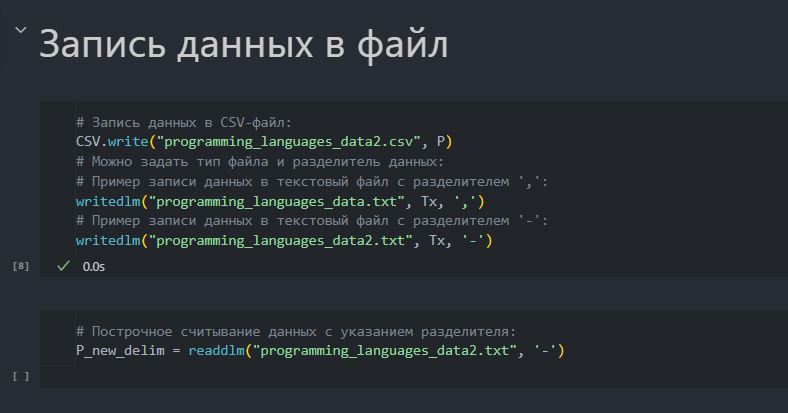 Запись данных в файл
# Запись данных в CSV-файл:
CSV.write("programming_languages_data2.csv", P)
# Можно задать тип файла и разделитель данных:
# Пример записи данных в текстовый файл с разделителем ',':
writedlm("programming_languages_data.txt", Tx, ',')
# Пример записи данных в текстовый файл с разделителем '-':
writedlm("programming_languages_data2.txt", Tx, '-')
[8] ✓ 0.0s
# Построчное считывание данных с указанием разделителя:
P_new_delim = readdlm("programming_languages_data2.txt", '-')
[ ]